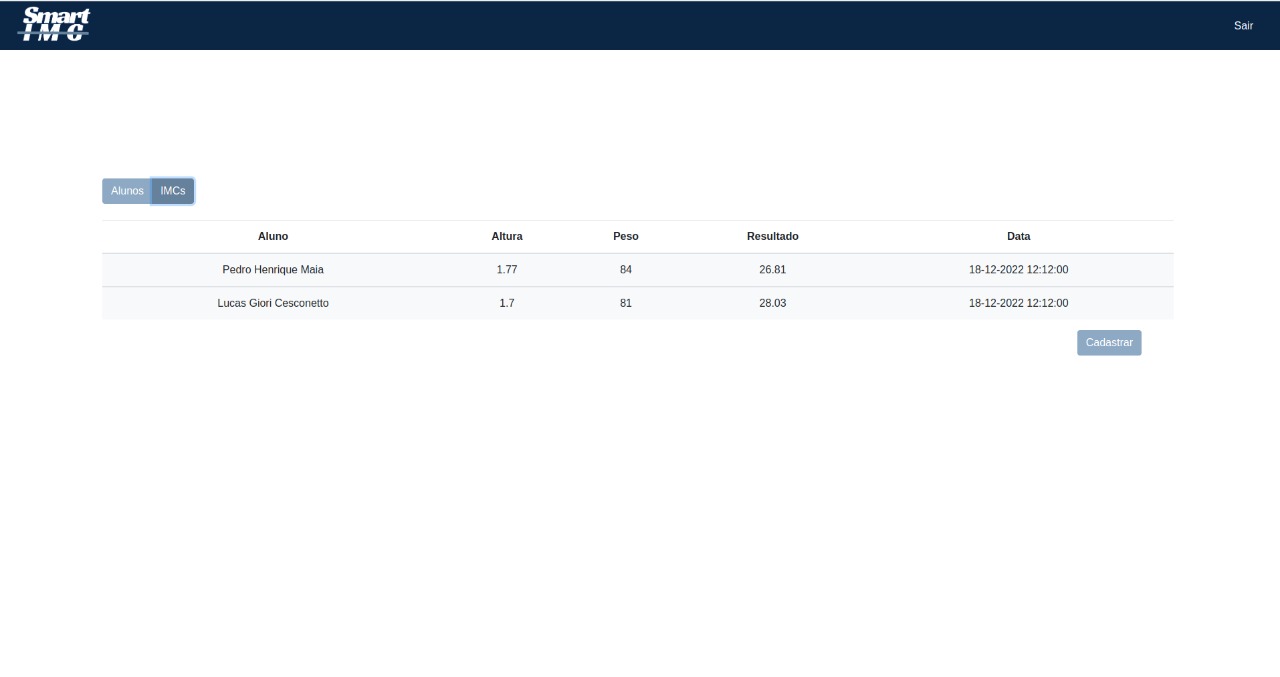 Smart
IMC
Sair
Alunos IMCs
Aluno Altura Peso Resultado Data
Pedro Henrique Maia 1.77 84 26.81 18-12-2022 12:12:00
Lucas Giori Cesconetto 1.7 81 28.03 18-12-2022 12:12:00
Cadastrar